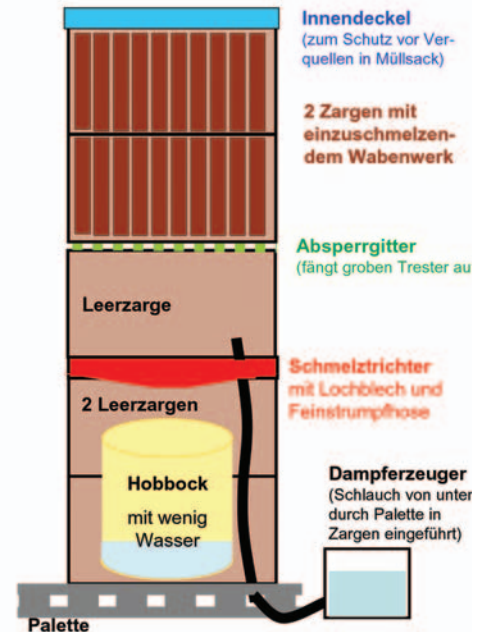 Innendeckel
(zum Schutz vor Ver-
quellen in Müllsack)
2 Zargen mit
einzuschmelzen-
dem Wabenwerk
Absperrgitter
(fängt groben Trester au
Leerzarge
Schmelztrichter
mit Lochblech und
Feinstrumpfhose
2 Leerzargen
Hobbock
mit wenig
Wasser
Dampferzeuger
(Schlauch von unter
durch Palette in
Zargen eingeführt)
Palette